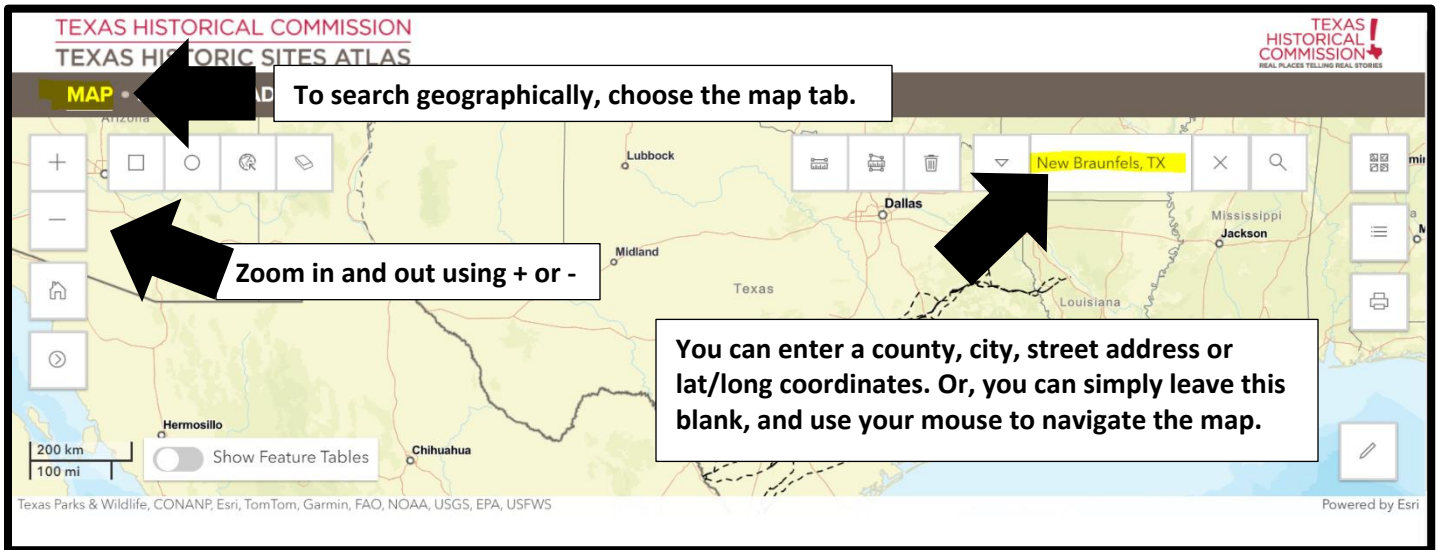 TEXAS HISTORICAL COMMISSION
TEXAS HISTORIC SITES ATLAS
TEXAS
HISTORICAL
COMMISSION
REAL PLACES TELLING REAL STORIES
MAP
To search geographically, choose the map tab.
Arizona
Lubbock
New Braunfels, TX
Dallas
Mississippi
Jackson
Zoom in and out using + or -
Midland
Texas
Louisiana
You can enter a county, city, street address or
lat/long coordinates. Or, you can simply leave this
blank, and use your mouse to navigate the map.
Hermosillo
200 km
100 mi
Show Feature Tables
Chihuahua
Texas Parks & Wildlife, CONANP, Esri, TomTom, Garmin, FAO, NOAA, USGS, EPA, USFWS
Powered by Esri